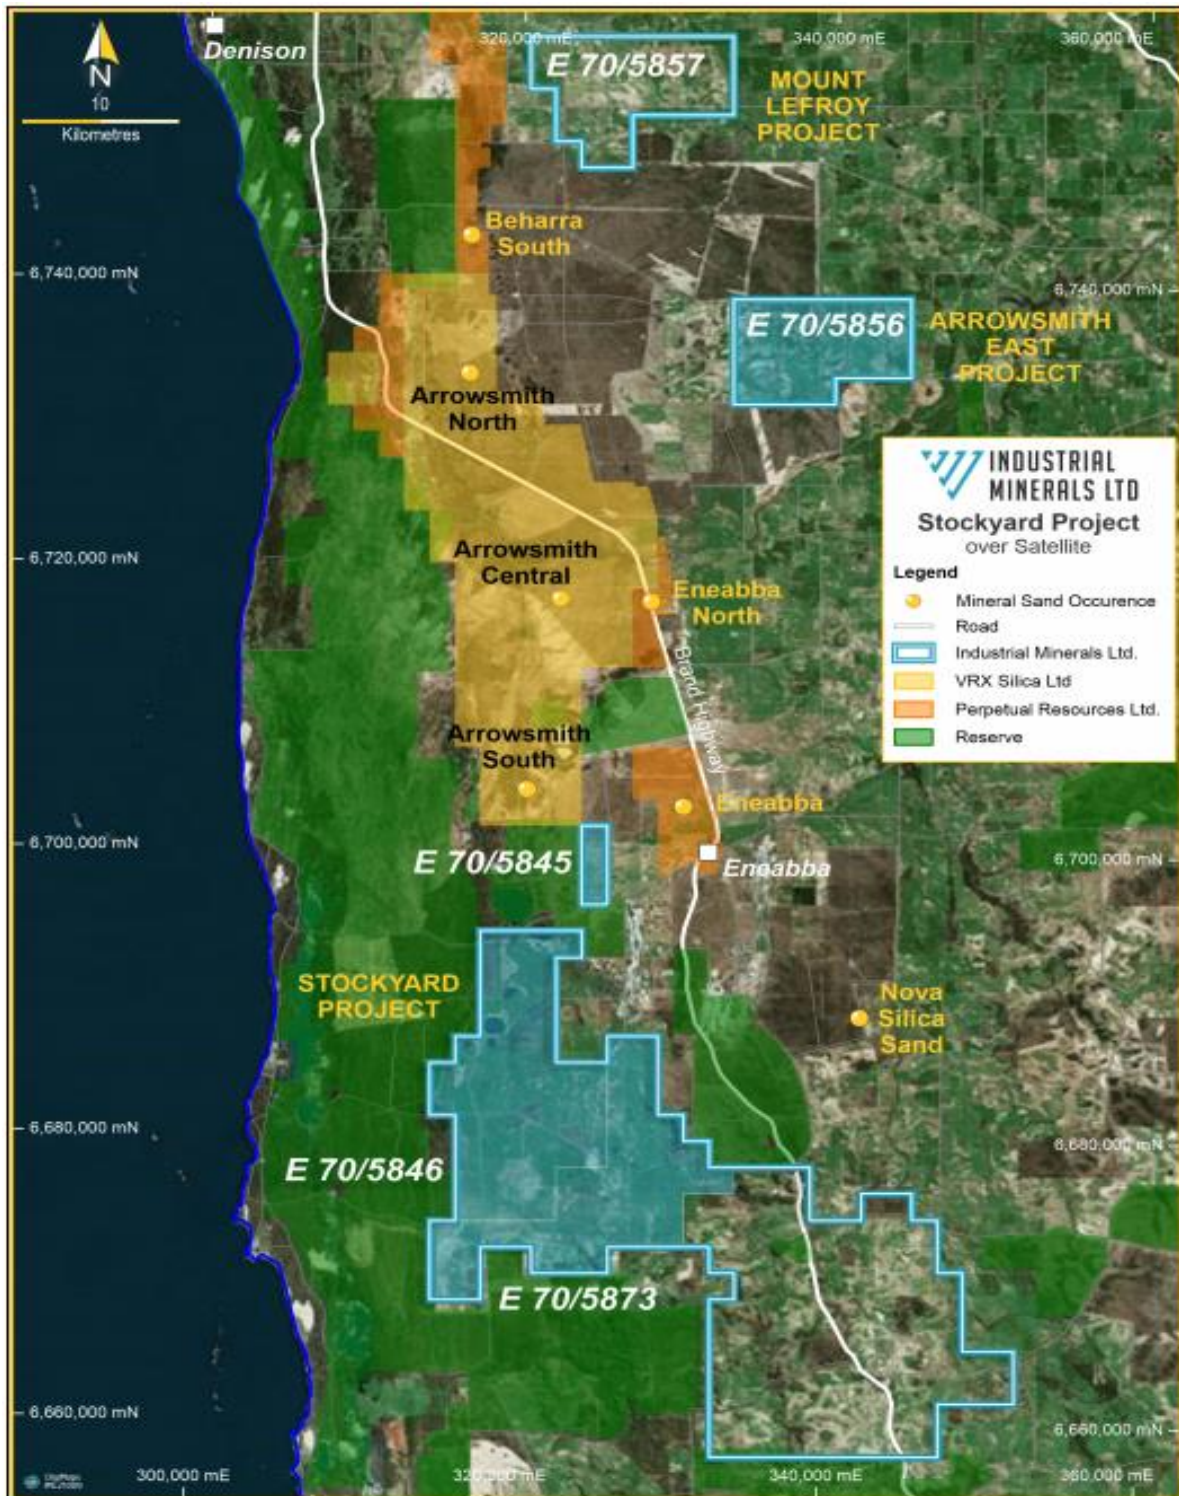 Denison
N
10
Kilometres
320,000 mE
340,000 mE
360,000 mE
E 70/5857
MOUNT
LEFROY
PROJECT
Beharra
South
6,740,000 mN
6,740,000 mN
E 70/5856
ARROWSMITH
EAST
PROJECT
Arrowsmith
North
INDUSTRIAL
MINERALS LTD
Stockyard Project
over Satellite
Legend
Mineral Sand Occurence
Road
Industrial Minerals Ltd.
VRX Silica Ltd
Perpetual Resources Ltd.
Reserve
6,720,000 mN
Arrowsmith
Central
Eneabba
North
Brand Highway
Arrowsmith
South
Eneabba
6,700,000 mN
6,700,000 mN
E 70/5845
Eneabba
STOCKYARD
PROJECT
Nova
Silica
Sand
6,680,000 mN
6,680,000 mN
E 70/5846
E 70/5873
6,660,000 mN
6,660,000 mN
300,000 mE
320,000 mE
340,000 mE
360,000 mE